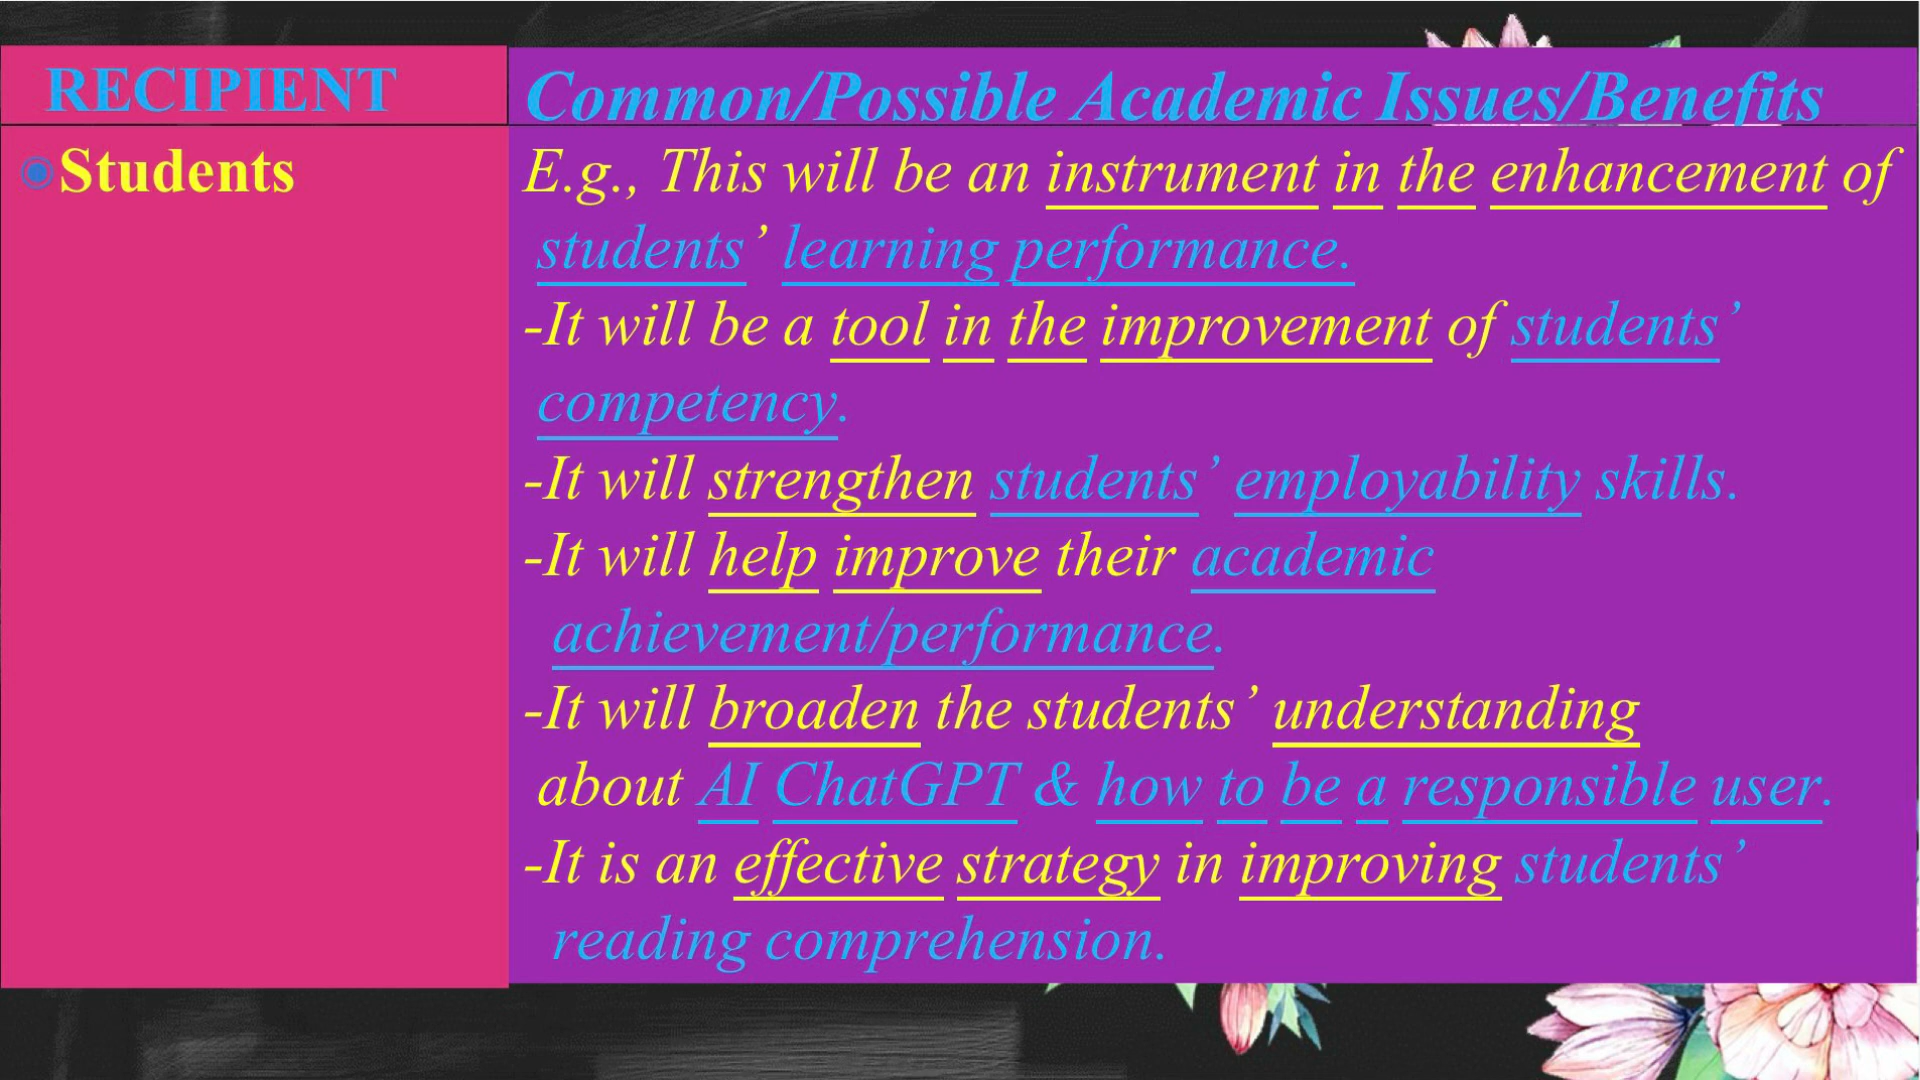 RECIPIENT
Common/Possible Academic Issues/Benefits
Students
E.g., This will be an instrument in the enhancement of
students’ learning performance.
-It will be a tool in the improvement of students’
competency.
-It will strengthen students’ employability skills.
-It will help improve their academic
achievement/performance.
-It will broaden the students’ understanding
about AI ChatGPT & how to be a responsible user.
-It is an effective strategy in improving students’
reading comprehension.